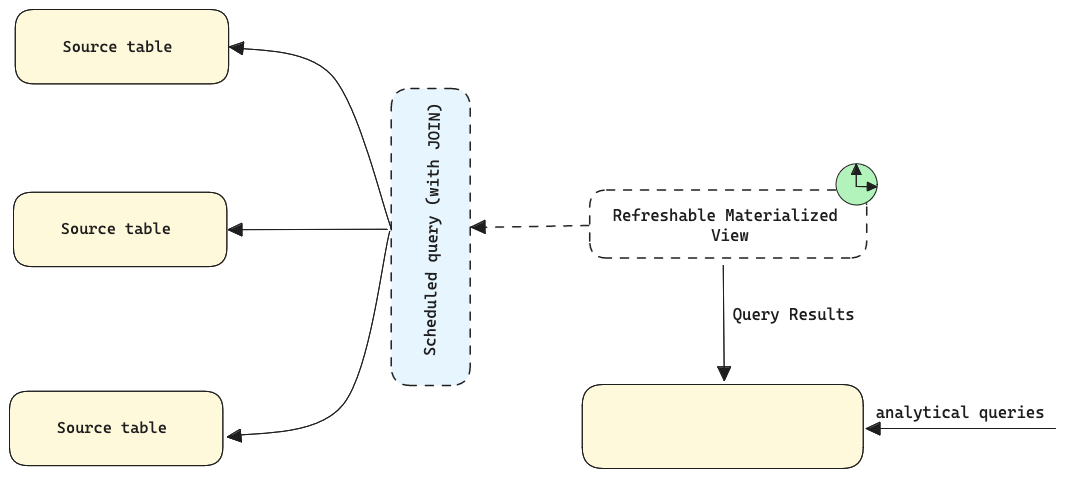 Source table
Source table
Source table
Scheduled query (with JOIN)
Refreshable Materialized
View
Query Results
analytical queries